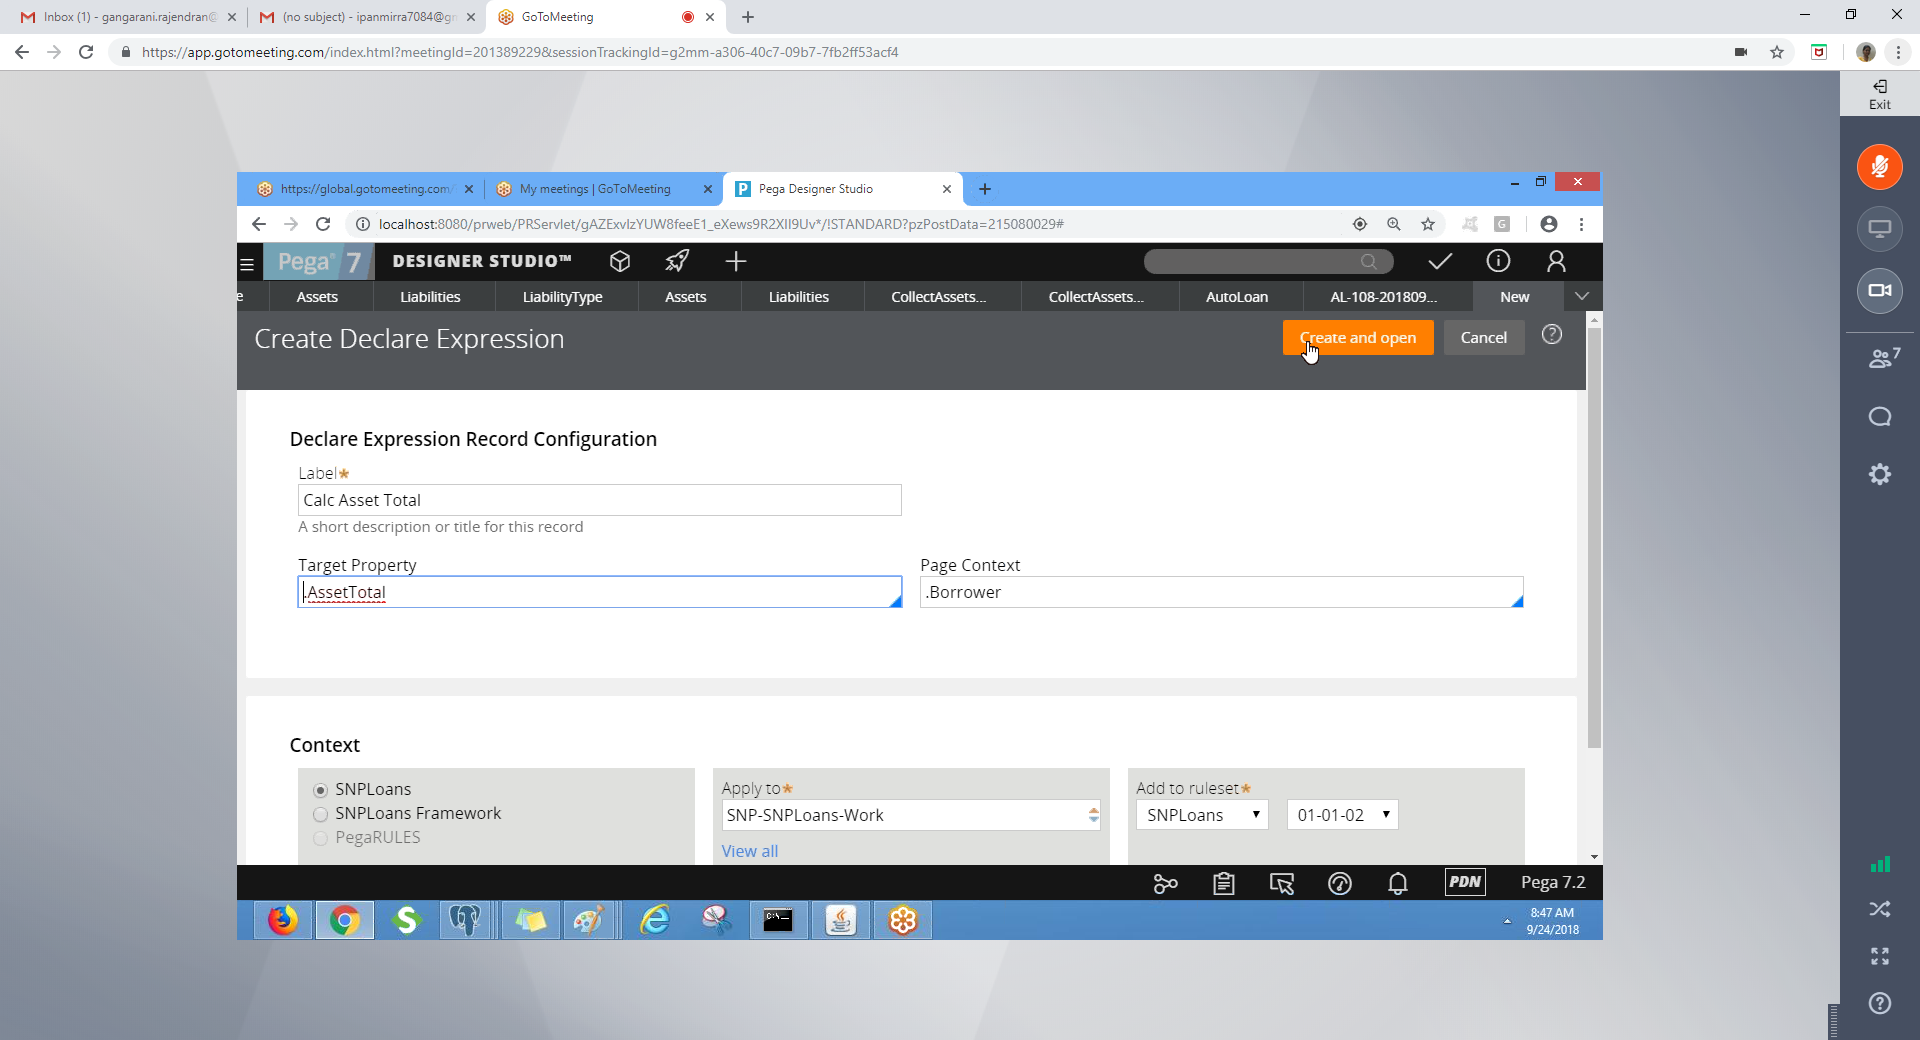 Inbox (1) - gangarani.rajendran@
(no subject) - ipanmirra7084@gr
GoToMeeting
https://app.gotomeeting.com/index.html?meetingId=201389229&sessionTrackingId=g2mm-a306-40c7-09b7-7fb2ff53acf4
Exit
https://global.gotomeeting.com/
My meetings | GoToMeeting
Pega Designer Studio
localhost:8080/prweb/PRServlet/gAZExvlzYUW8feeE1_eXews9R2XII9Uv*/!STANDARD?pzPostData=215080029#
Pega 7
DESIGNER STUDIO™
e
Assets
Liabilities
LiabilityType
Assets
Liabilities
CollectAssets...
CollectAssets...
AutoLoan
AL-108-201809...
New
Create Declare Expression
Create and open
Cancel
7
Declare Expression Record Configuration
Label*
Calc Asset Total
A short description or title for this record
Target Property
Page Context
.AssetTotal
.Borrower
Context
SNPLoans
SNPLoans Framework
PegaRULES
Apply to*
SNP-SNPLoans-Work
View all
Add to ruleset*
SNPLoans
01-01-02
PDN
Pega 7.2
C:\
8:47 AM
9/24/2018